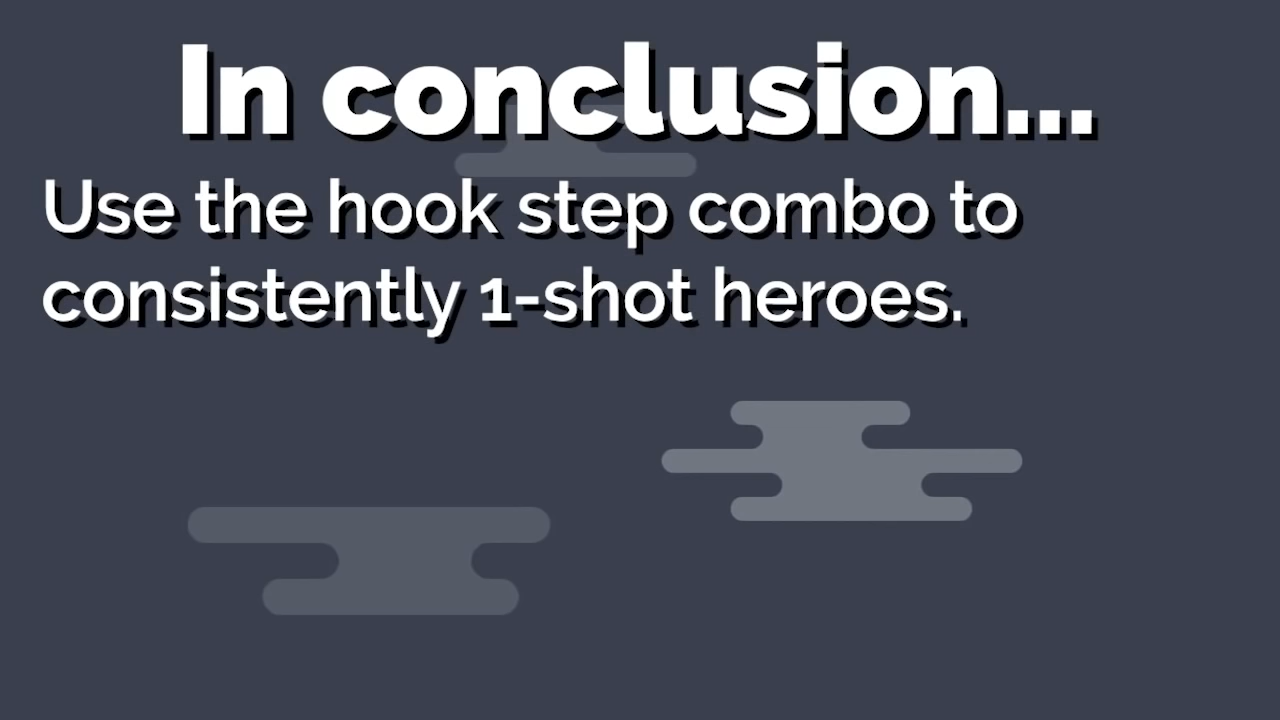 In conclusion...
Use the hook step combo to
consistently 1-shot heroes.